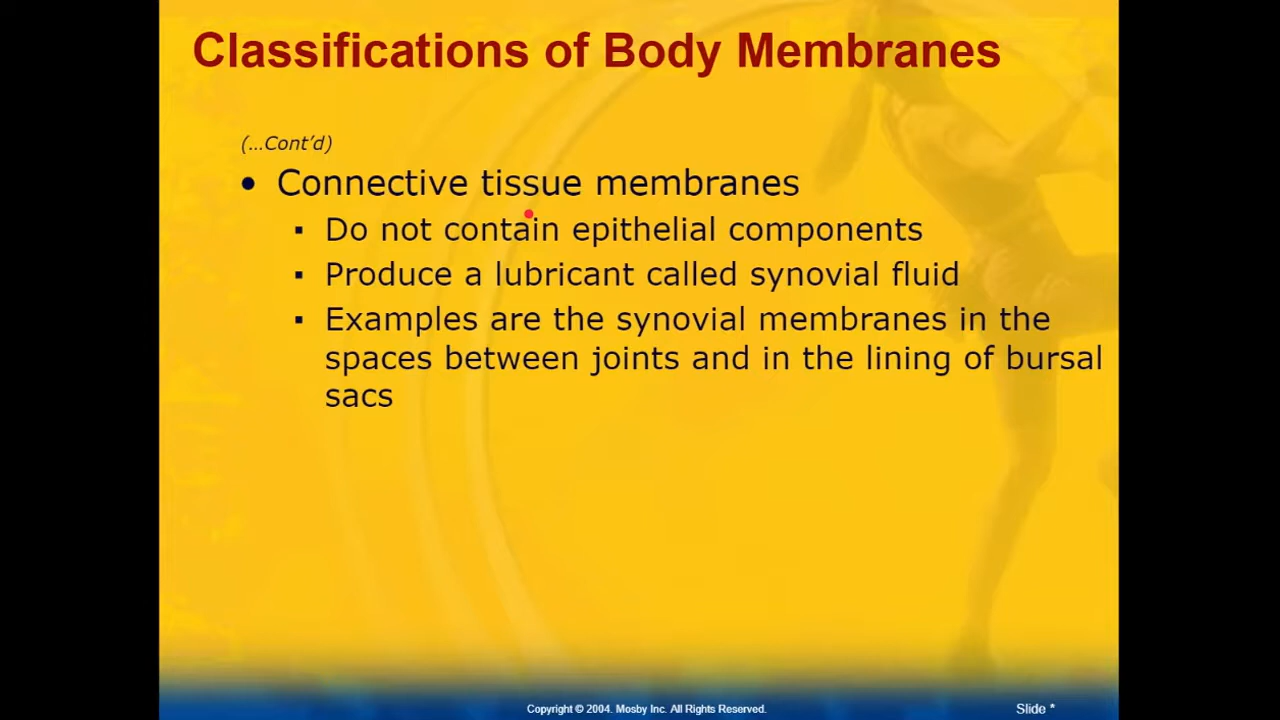 Classifications of Body Membranes
(…Cont’d)
• Connective tissue membranes
▪ Do not contain epithelial components
▪ Produce a lubricant called synovial fluid
▪ Examples are the synovial membranes in the
spaces between joints and in the lining of bursal
sacs
Copyright © 2004. Mosby Inc. All Rights Reserved.
Slide *